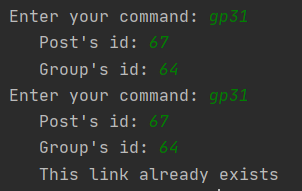 Enter your command: gp31
Post's id: 67
Group's id: 64
Enter your command: gp31
Post's id: 67
Group's id: 64
This link already exists